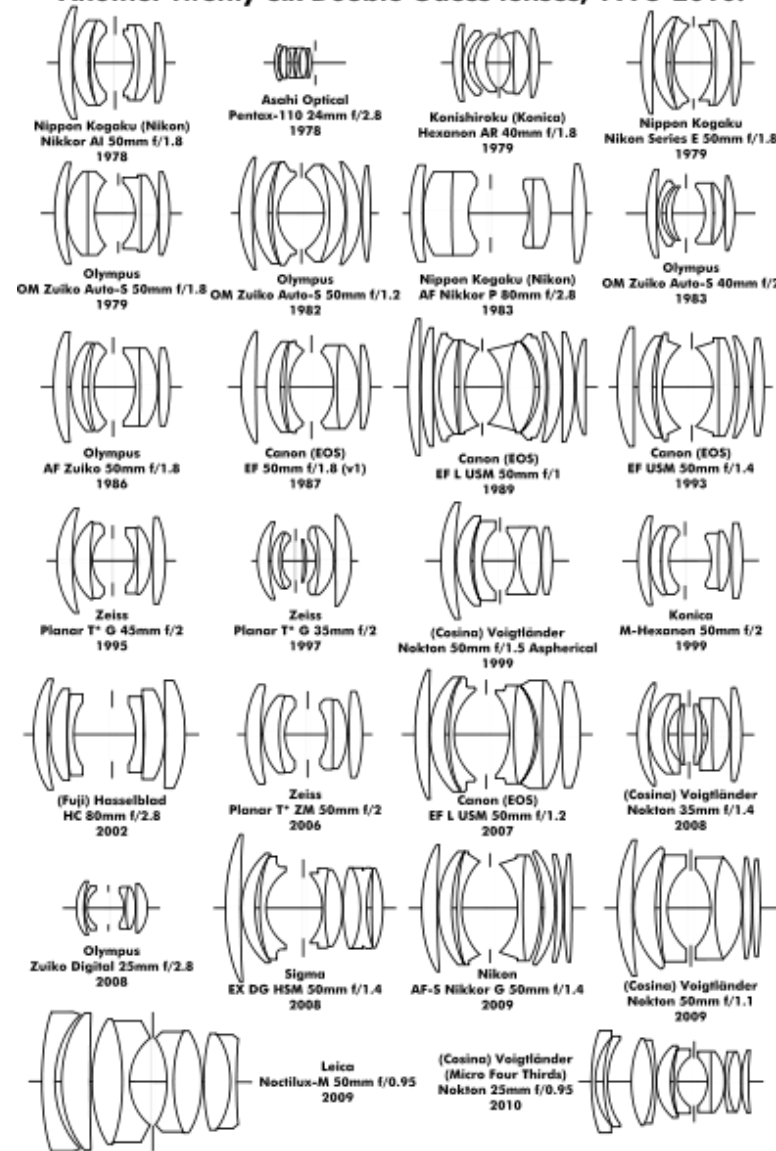 Another Twenty-six Double Gauss lenses, 1978-2010.
Nippon Kogaku (Nikon)
Nikkor AI 50mm f/1.8
1978
Asahi Optical
Pentax-110 24mm f/2.8
1978
Konishiroku (Konica)
Hexanon AR 40mm f/1.8
1979
Nippon Kogaku
Nikon Series E 50mm f/1.8
1979
Olympus
OM Zuiko Auto-S 50mm f/1.8
1979
Olympus
OM Zuiko Auto-S 50mm f/1.2
1982
Nippon Kogaku (Nikon)
AF Nikkor P 80mm f/2.8
1983
Olympus
OM Zuiko Auto-S 40mm f/2
1983
Olympus
AF Zuiko 50mm f/1.8
1986
Canon (EOS)
EF 50mm f/1.8 (v1)
1987
Canon (EOS)
EF L USM 50mm f/1
1989
Canon (EOS)
EF USM 50mm f/1.4
1993
Zeiss
Planar T* G 45mm f/2
1995
Zeiss
Planar T* G 35mm f/2
1997
(Cosina) Voigtländer
Nokton 50mm f/1.5 Aspherical
1999
Konica
M-Hexanon 50mm f/2
1999
(Fuji) Hasselblad
HC 80mm f/2.8
2002
Zeiss
Planar T* ZM 50mm f/2
2006
Canon (EOS)
EF L USM 50mm f/1.2
2007
(Cosina) Voigtländer
Nokton 35mm f/1.4
2008
Olympus
Zuiko Digital 25mm f/2.8
2008
Sigma
EX DG HSM 50mm f/1.4
2008
Nikon
AF-S Nikkor G 50mm f/1.4
2009
(Cosina) Voigtländer
Nokton 50mm f/1.1
2009
Leica
Noctilux-M 50mm f/0.95
2009
(Cosina) Voigtländer
(Micro Four Thirds)
Nokton 25mm f/0.95
2010